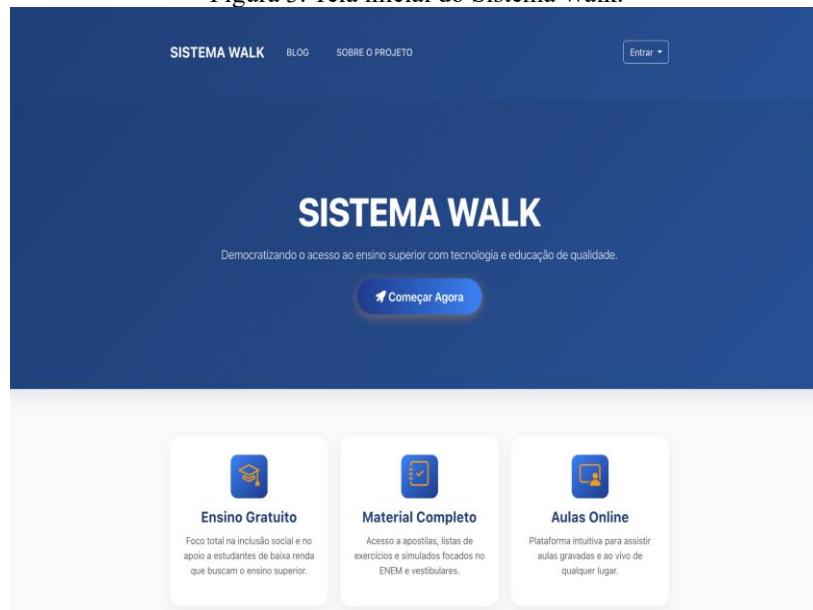 Figura 3. Tela inicial do Sistema Walk.
SISTEMA WALK BLOG SOBRE O PROJETO Entrar
SISTEMA WALK
Democratizando o acesso ao ensino superior com tecnologia e educação de qualidade.
Começar Agora
Ensino Gratuito
Foco total na inclusão social e no
apoio a estudantes de baixa renda
que buscam o ensino superior.
Material Completo
Acesso a apostilas, listas de
exercícios e simulados focados no
ENEM e vestibulares.
Aulas Online
Plataforma intuitiva para assistir
aulas gravadas e ao vivo de
qualquer lugar.